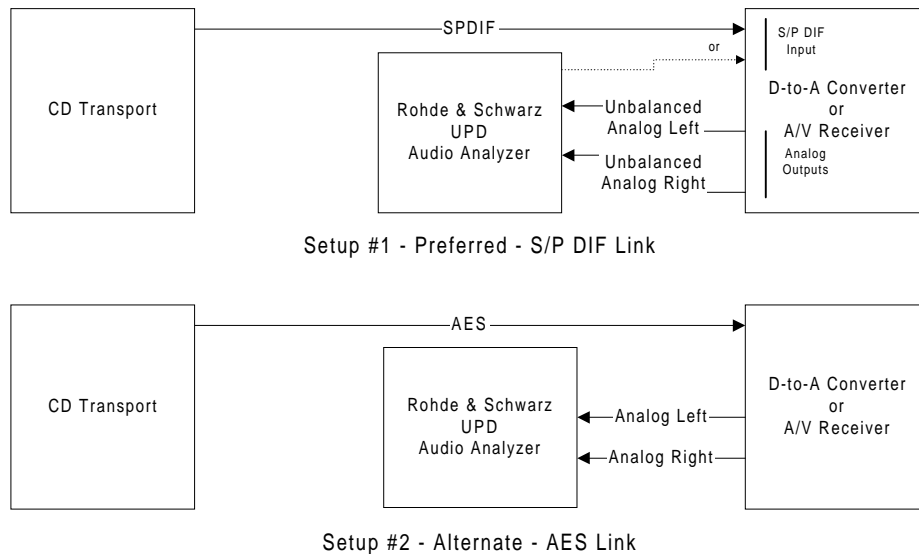 SPDIF
or
S/P DIF
Input
CD Transport
Rohde & Schwarz
UPD
Audio Analyzer
Unbalanced
Analog Left
Unbalanced
Analog Right
D-to-A Converter
or
A/V Receiver
Analog
Outputs
Setup #1 - Preferred - S/P DIF Link
AES
CD Transport
Rohde & Schwarz
UPD
Audio Analyzer
Analog Left
Analog Right
D-to-A Converter
or
A/V Receiver
Setup #2 - Alternate - AES Link